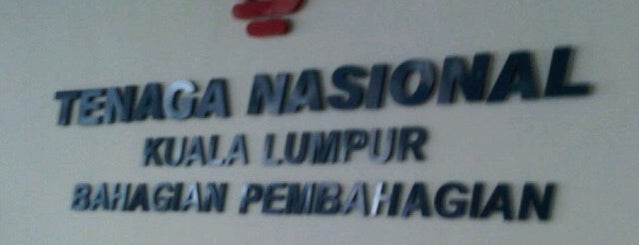 TENAGA NASIONAL
KUALA LUMPUR
BAHAGIAN PEMBAHAGIAN